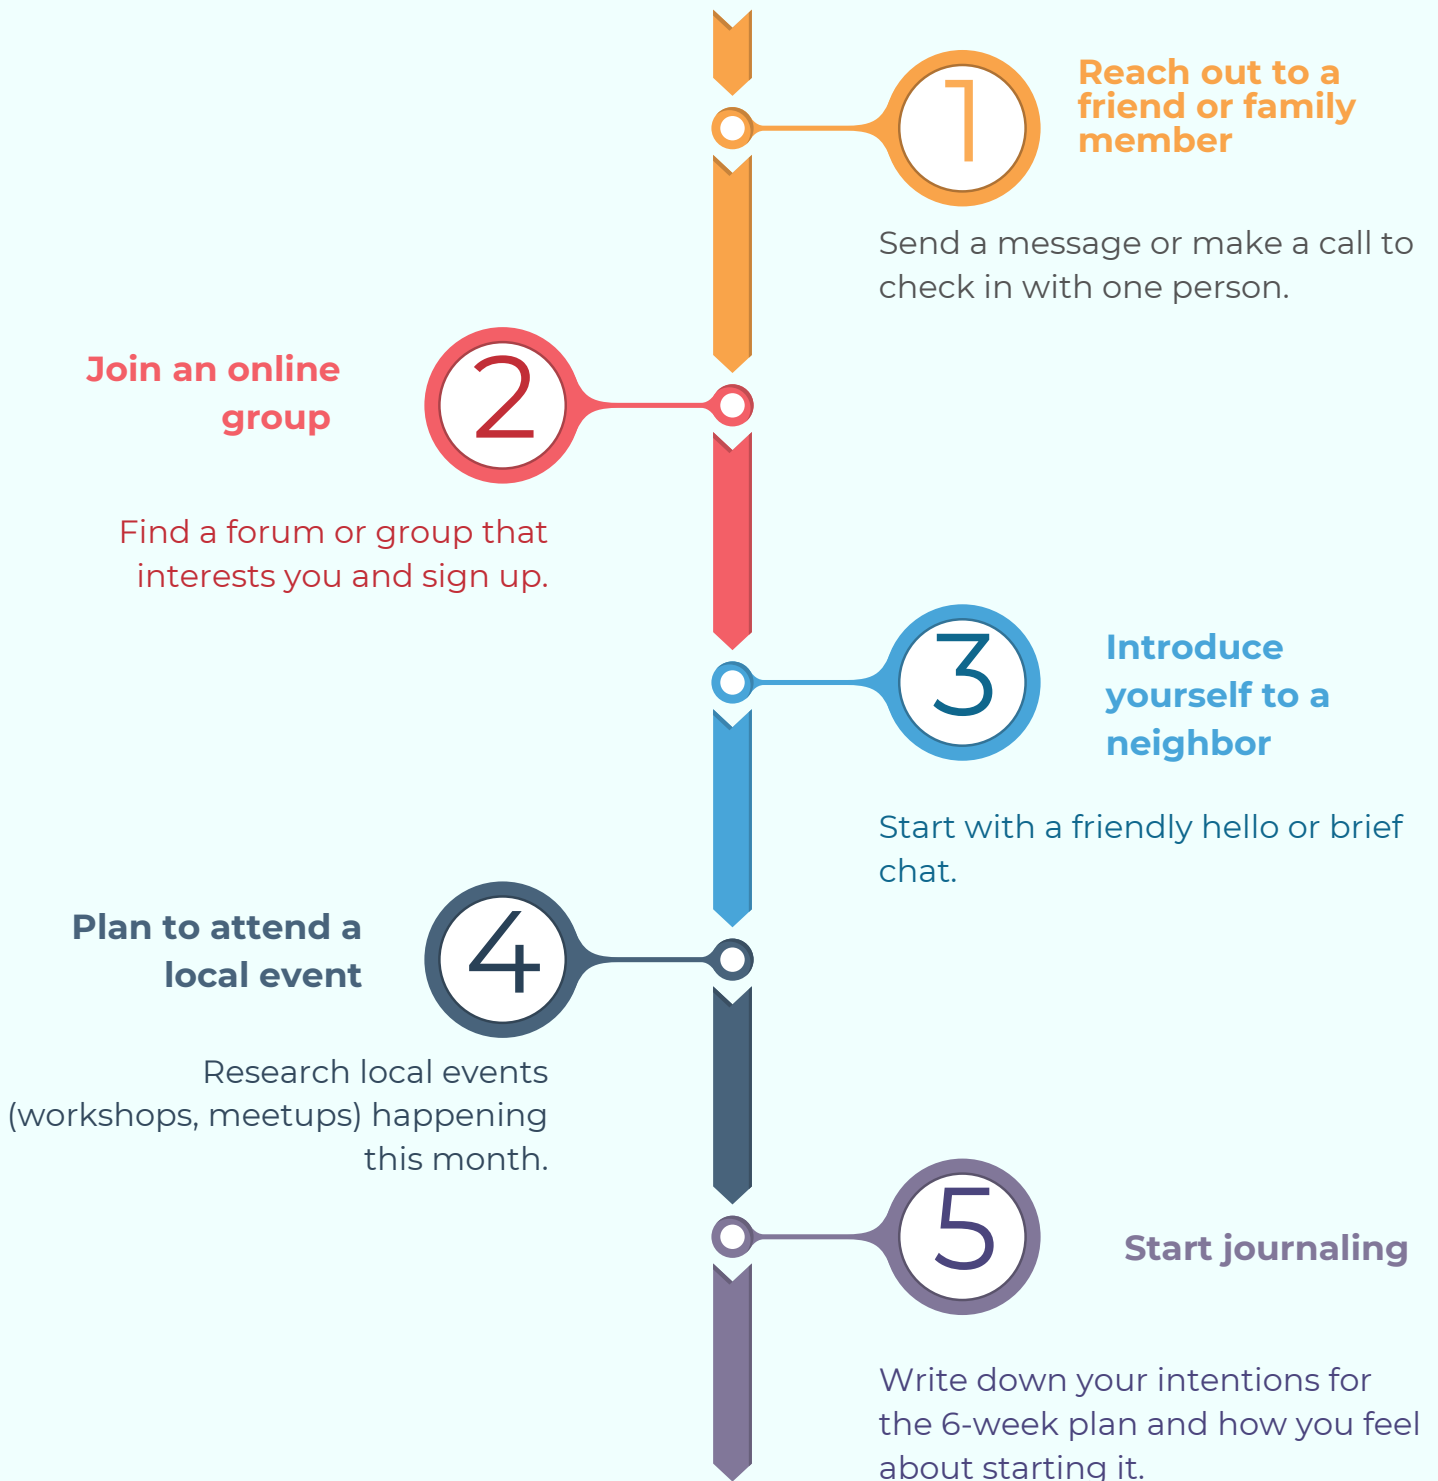 1
Reach out to a
friend or family
member
Send a message or make a call to
check in with one person.
2
Join an online
group
Find a forum or group that
interests you and sign up.
3
Introduce
yourself to a
neighbor
Start with a friendly hello or brief
chat.
4
Plan to attend a
local event
Research local events
(workshops, meetups) happening
this month.
5
Start journaling
Write down your intentions for
the 6-week plan and how you feel
about starting it.